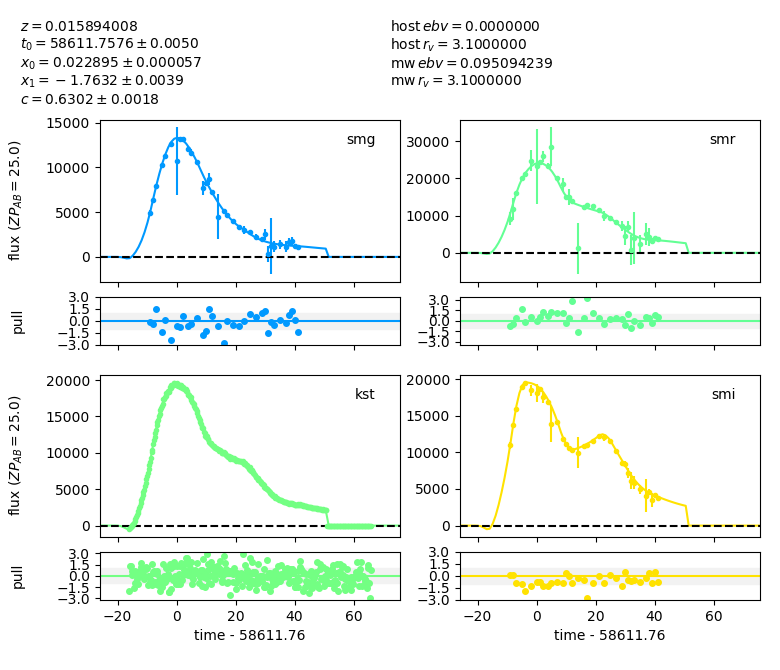 z = 0.015894008
host ebv = 0.0000000
t0 = 58611.7576 ± 0.0050
host rv = 3.1000000
x0 = 0.022895 ± 0.000057
mw ebv = 0.095094239
x1 = −1.7632 ± 0.0039
mw rv = 3.1000000
c = 0.6302 ± 0.0018
flux (ZPAB = 25.0)
15000
10000
5000
0
smg
30000
20000
10000
0
smr
pull
3.0
1.5
0.0
−1.5
−3.0
3.0
1.5
0.0
−1.5
−3.0
flux (ZPAB = 25.0)
20000
15000
10000
5000
0
kst
20000
15000
10000
5000
0
smi
pull
3.0
1.5
0.0
−1.5
−3.0
3.0
1.5
0.0
−1.5
−3.0
−20 0 20 40 60
−20 0 20 40 60
time - 58611.76
time - 58611.76